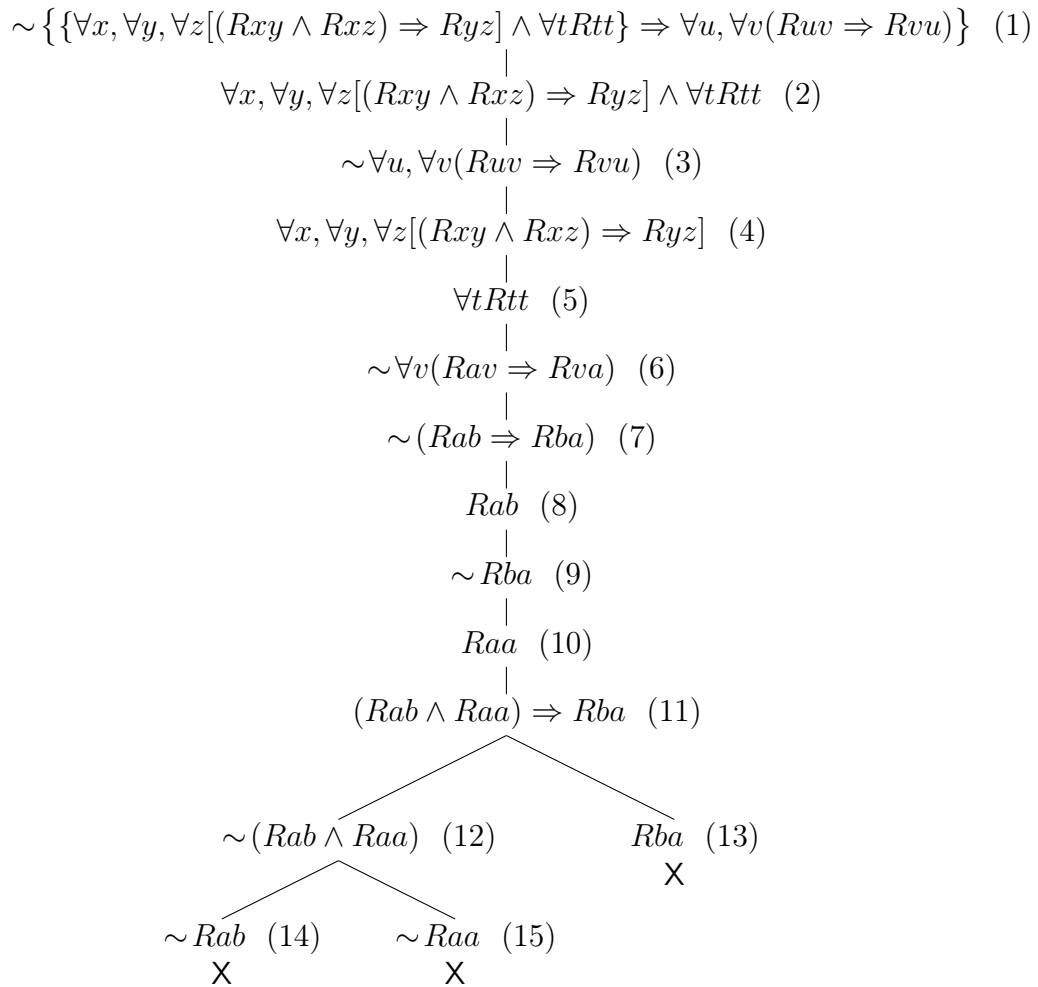 ∼{{∀x, ∀y, ∀z[(Rxy ∧ Rxz) ⇒ Ryz] ∧ ∀tRtt} ⇒ ∀u, ∀v(Ruv ⇒ Rvu)} (1)
∀x, ∀y, ∀z[(Rxy ∧ Rxz) ⇒ Ryz] ∧ ∀tRtt (2)
∼∀u, ∀v(Ruv ⇒ Rvu) (3)
∀x, ∀y, ∀z[(Rxy ∧ Rxz) ⇒ Ryz] (4)
∀tRtt (5)
∼∀v(Rav ⇒ Rva) (6)
∼(Rab ⇒ Rba) (7)
Rab (8)
∼Rba (9)
Raa (10)
(Rab ∧ Raa) ⇒ Rba (11)
∼(Rab ∧ Raa) (12) Rba (13)
X
∼Rab (14) ∼Raa (15)
X X